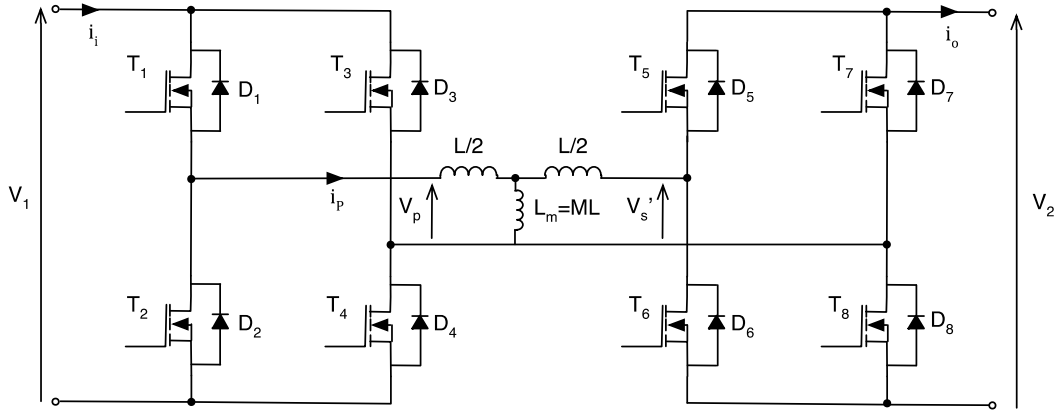 i_i
i_o
T_1
D_1
T_3
D_3
T_5
D_5
T_7
D_7
L/2
L/2
V_1
i_P
V_p
L_m=ML
V_s'
V_2
T_2
D_2
T_4
D_4
T_6
D_6
T_8
D_8